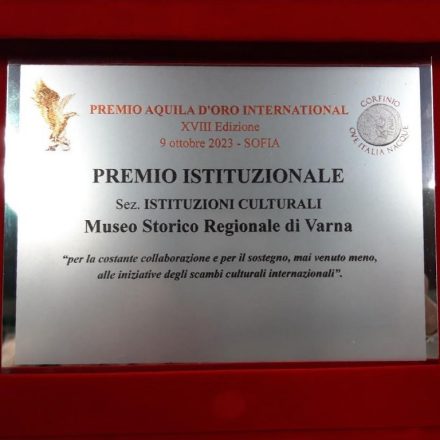 PREMIO AQUILA D'ORO INTERNATIONAL
XVIII Edizione
9 ottobre 2023 - SOFIA
CORFINIO
OVE ITALIA NACQUE
PREMIO ISTITUZIONALE
Sez. ISTITUZIONI CULTURALI
Museo Storico Regionale di Varna
“per la costante collaborazione e per il sostegno, mai venuto meno,
alle iniziative degli scambi culturali internazionali”.